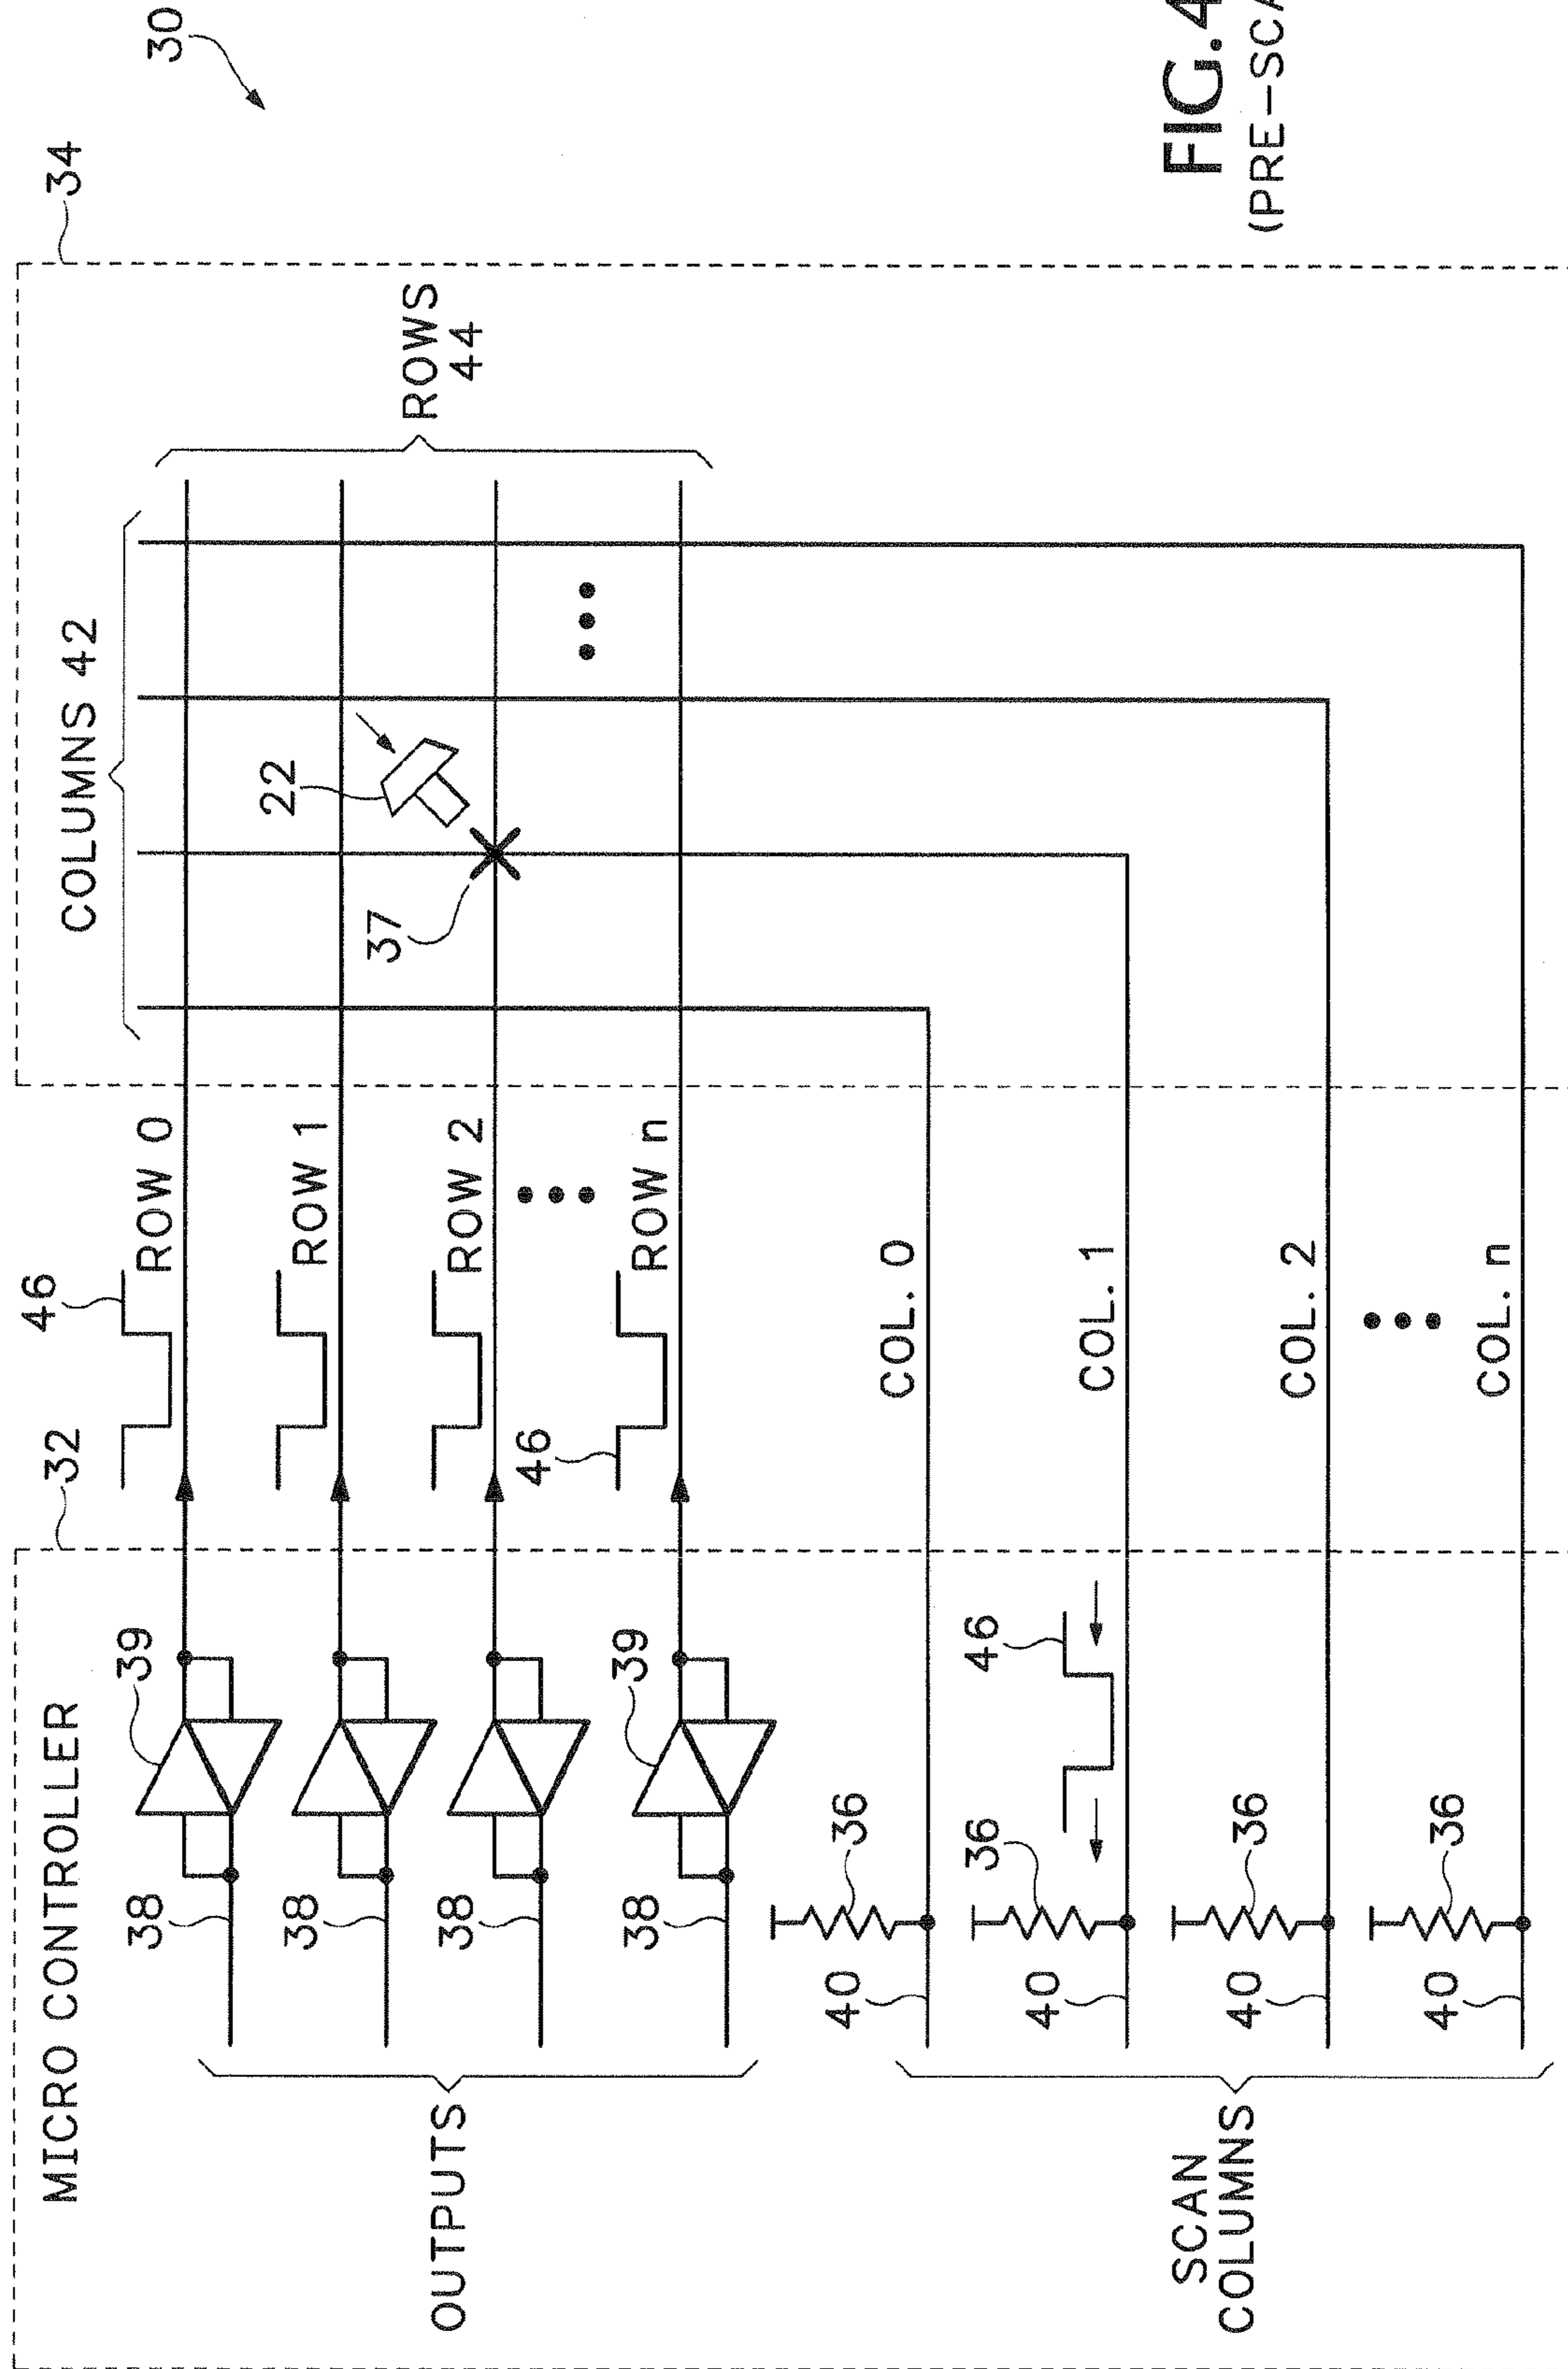 MICRO CONTROLLER
32
46
34
COLUMNS 42
30
38
39
ROW 0
22
38
ROW 1
37
ROWS
44
OUTPUTS
38
ROW 2
46
38
39
ROW n
40
36
COL. 0
36
46
40
COL. 1
SCAN
COLUMNS
40
36
COL. 2
40
36
COL. n
FIG.4
(PRE-SCA